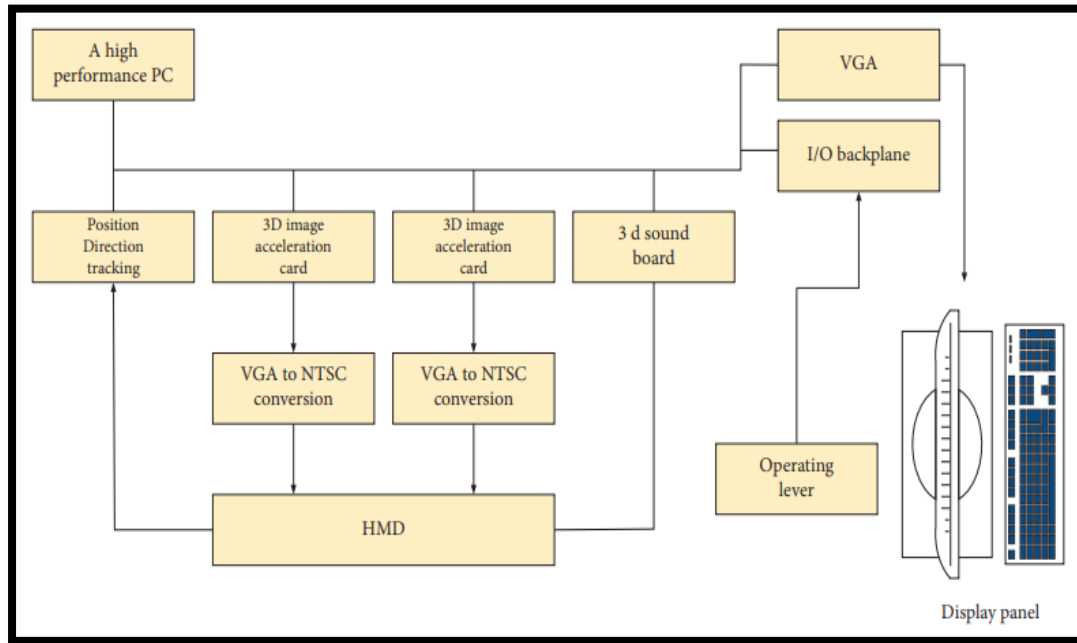 A high
performance PC
VGA
I/O backplane
Position
Direction
tracking
3D image
acceleration
card
3D image
acceleration
card
3 d sound
board
VGA to NTSC
conversion
VGA to NTSC
conversion
Operating
lever
HMD
Display panel